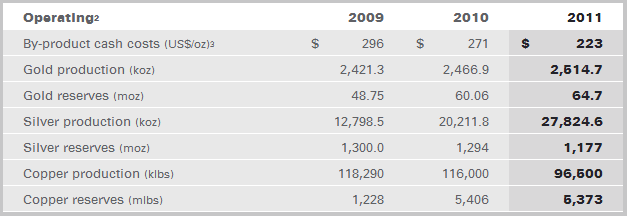 Operating2 2009 2010 2011
By-product cash costs (US$/oz)3 $ 296 $ 271 $ 223
Gold production (koz) 2,421.3 2,466.9 2,514.7
Gold reserves (moz) 48.75 60.06 64.7
Silver production (koz) 12,798.5 20,211.8 27,824.6
Silver reserves (moz) 1,300.0 1,294 1,177
Copper production (klbs) 118,290 116,000 96,600
Copper reserves (mlbs) 1,228 5,406 5,373